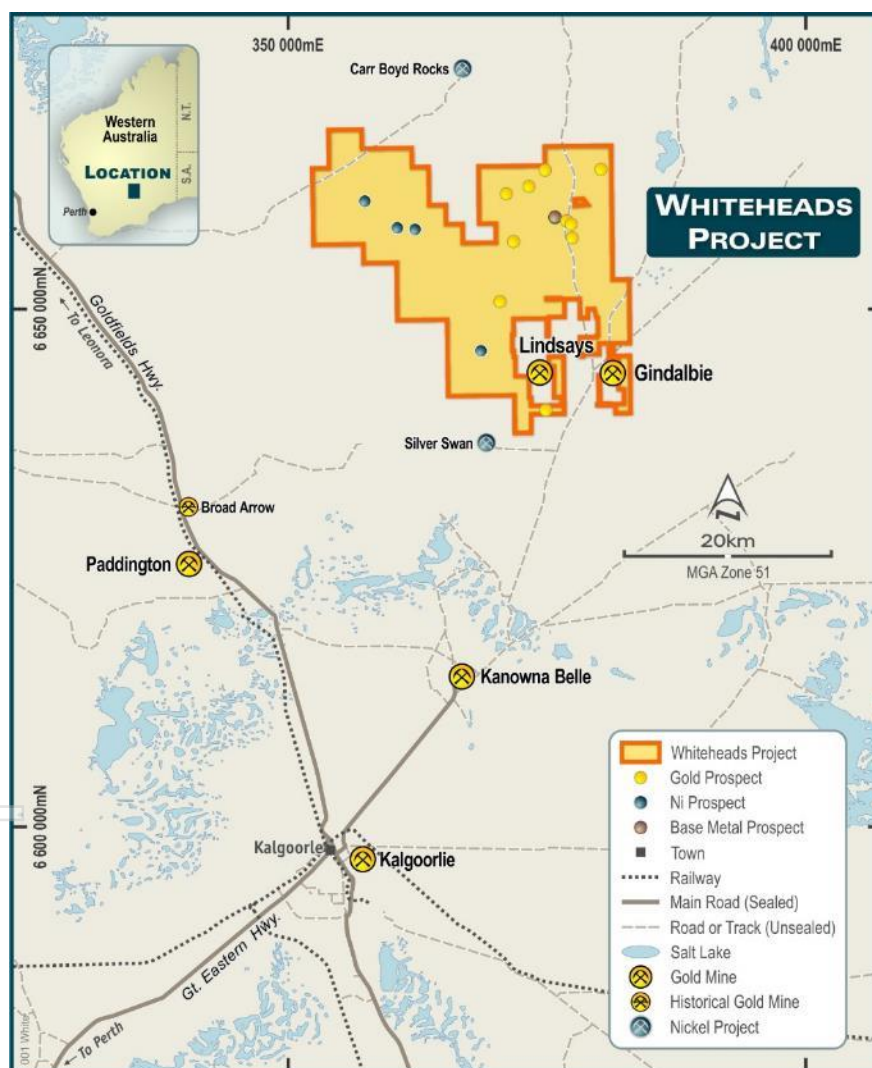 350 000mE
400 000mE
Western
Australia
N.T.
S.A.
LOCATION
Perth
Carr Boyd Rocks
WHITEHEADS
PROJECT
6 650 000mN
To Leonora
Goldfields Hwy.
Lindsays
Gindalbie
Silver Swan
Broad Arrow
Paddington
N
20km
MGA Zone 51
Kanowna Belle
6 600 000mN
Kalgoorle
Kalgoorlie
Gt. Eastern Hwy.
To Perth
001 White
Whiteheads Project
Gold Prospect
Ni Prospect
Base Metal Prospect
Town
Railway
Main Road (Sealed)
Road or Track (Unsealed)
Salt Lake
Gold Mine
Historical Gold Mine
Nickel Project